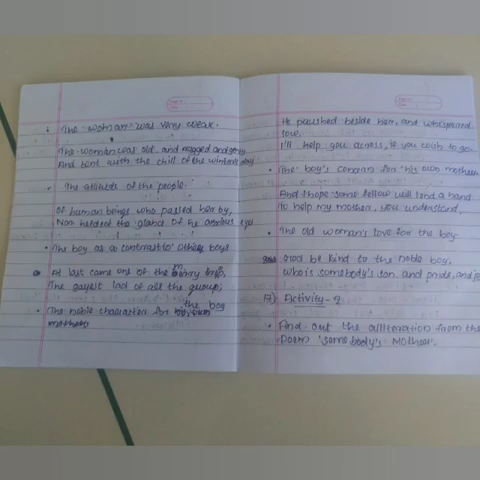 The woman was very weak.
The woman was old, and ragged and grey
And bent with the chill of the winter's day
The attitude of the people
Of human beings who passed her by,
Nor heeded the glance of her anxious eye
The boy as a contrast to other boys
At last came one of the merry troop
The gayest lad of all the group;
The noble character for the boy
mother
He paused beside her, and whispered
low.
I'll help you across, if you wish to go.
The boy's concern for his own mother
And I hope some fellow will lend a hand
To help my mother, you understand,
The old woman's love for the boy
God be kind to the noble boy,
who is somebody's son, and pride, and joy
Activity - 2
Find out the alliteration from the
Poem 'somebody's mother.